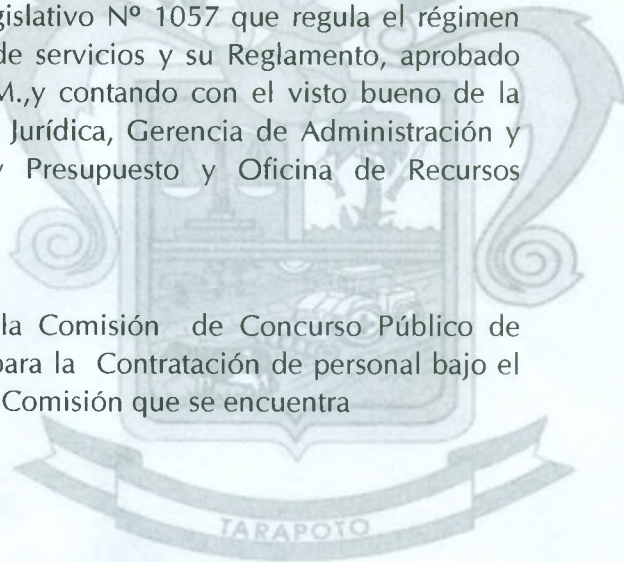 gislativo Nº 1057 que regula el régimen
de servicios y su Reglamento, aprobado
M.,y contando con el visto bueno de la
Jurídica, Gerencia de Administración y
Presupuesto y Oficina de Recursos
la Comisión de Concurso Público de
para la Contratación de personal bajo el
Comisión que se encuentra
TARAPOTO